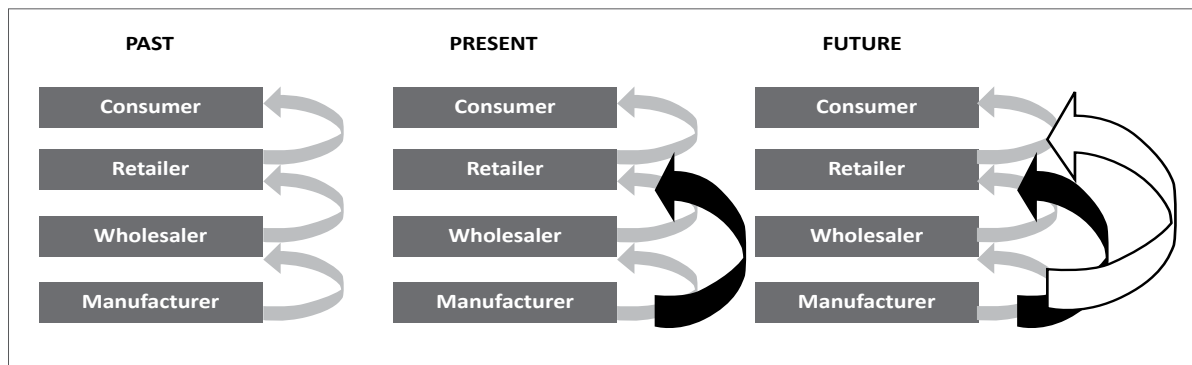 PAST
Consumer
Retailer
Wholesaler
Manufacturer
PRESENT
Consumer
Retailer
Wholesaler
Manufacturer
FUTURE
Consumer
Retailer
Wholesaler
Manufacturer